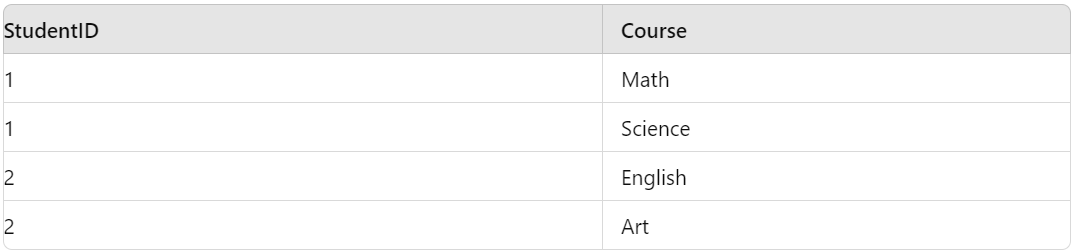 StudentID Course
1 Math
1 Science
2 English
2 Art